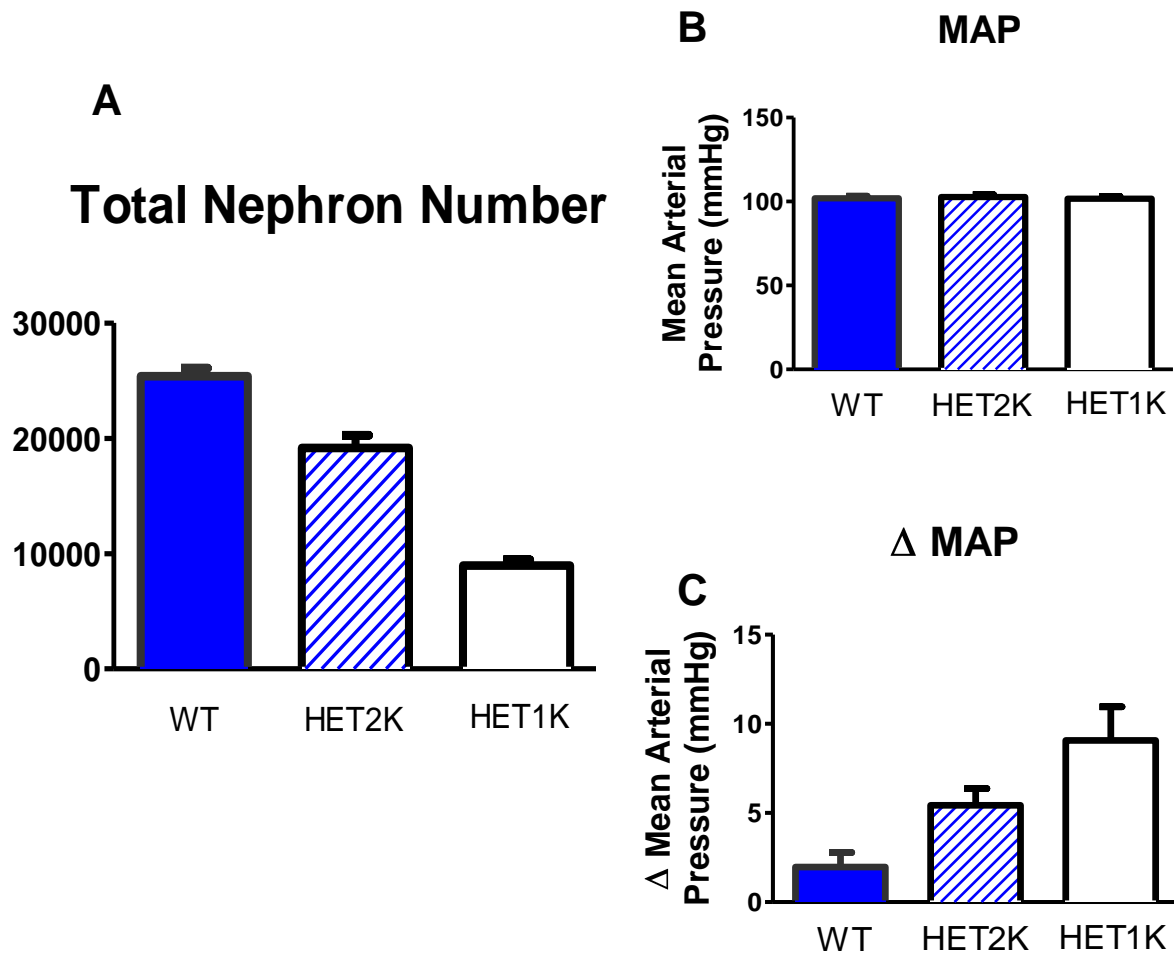 A
Total Nephron Number
30000
20000
10000
0
WT
HET2K
HET1K
B
MAP
Mean Arterial
Pressure (mmHg)
150
100
50
0
WT
HET2K
HET1K
C
Δ MAP
Δ Mean Arterial
Pressure (mmHg)
15
10
5
0
WT
HET2K
HET1K